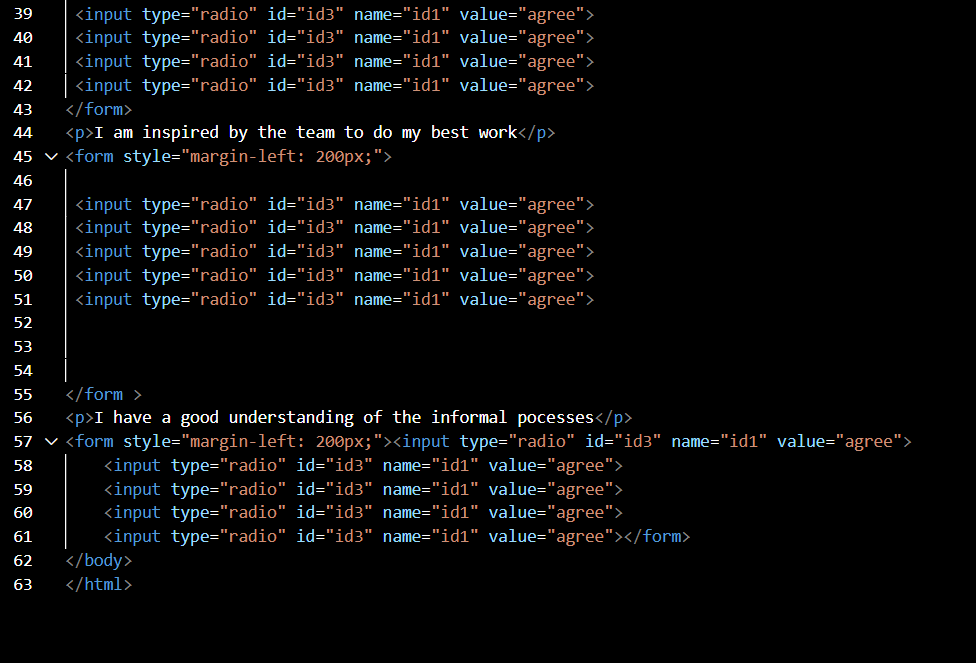 39 <input type="radio" id="id3" name="id1" value="agree">
40 <input type="radio" id="id3" name="id1" value="agree">
41 <input type="radio" id="id3" name="id1" value="agree">
42 <input type="radio" id="id3" name="id1" value="agree">
43 </form>
44 <p>I am inspired by the team to do my best work</p>
45 <form style="margin-left: 200px;">
46
47 <input type="radio" id="id3" name="id1" value="agree">
48 <input type="radio" id="id3" name="id1" value="agree">
49 <input type="radio" id="id3" name="id1" value="agree">
50 <input type="radio" id="id3" name="id1" value="agree">
51 <input type="radio" id="id3" name="id1" value="agree">
52
53
54
55 </form >
56 <p>I have a good understanding of the informal pocesses</p>
57 <form style="margin-left: 200px;"><input type="radio" id="id3" name="id1" value="agree">
58 <input type="radio" id="id3" name="id1" value="agree">
59 <input type="radio" id="id3" name="id1" value="agree">
60 <input type="radio" id="id3" name="id1" value="agree">
61 <input type="radio" id="id3" name="id1" value="agree"></form>
62 </body>
63 </html>